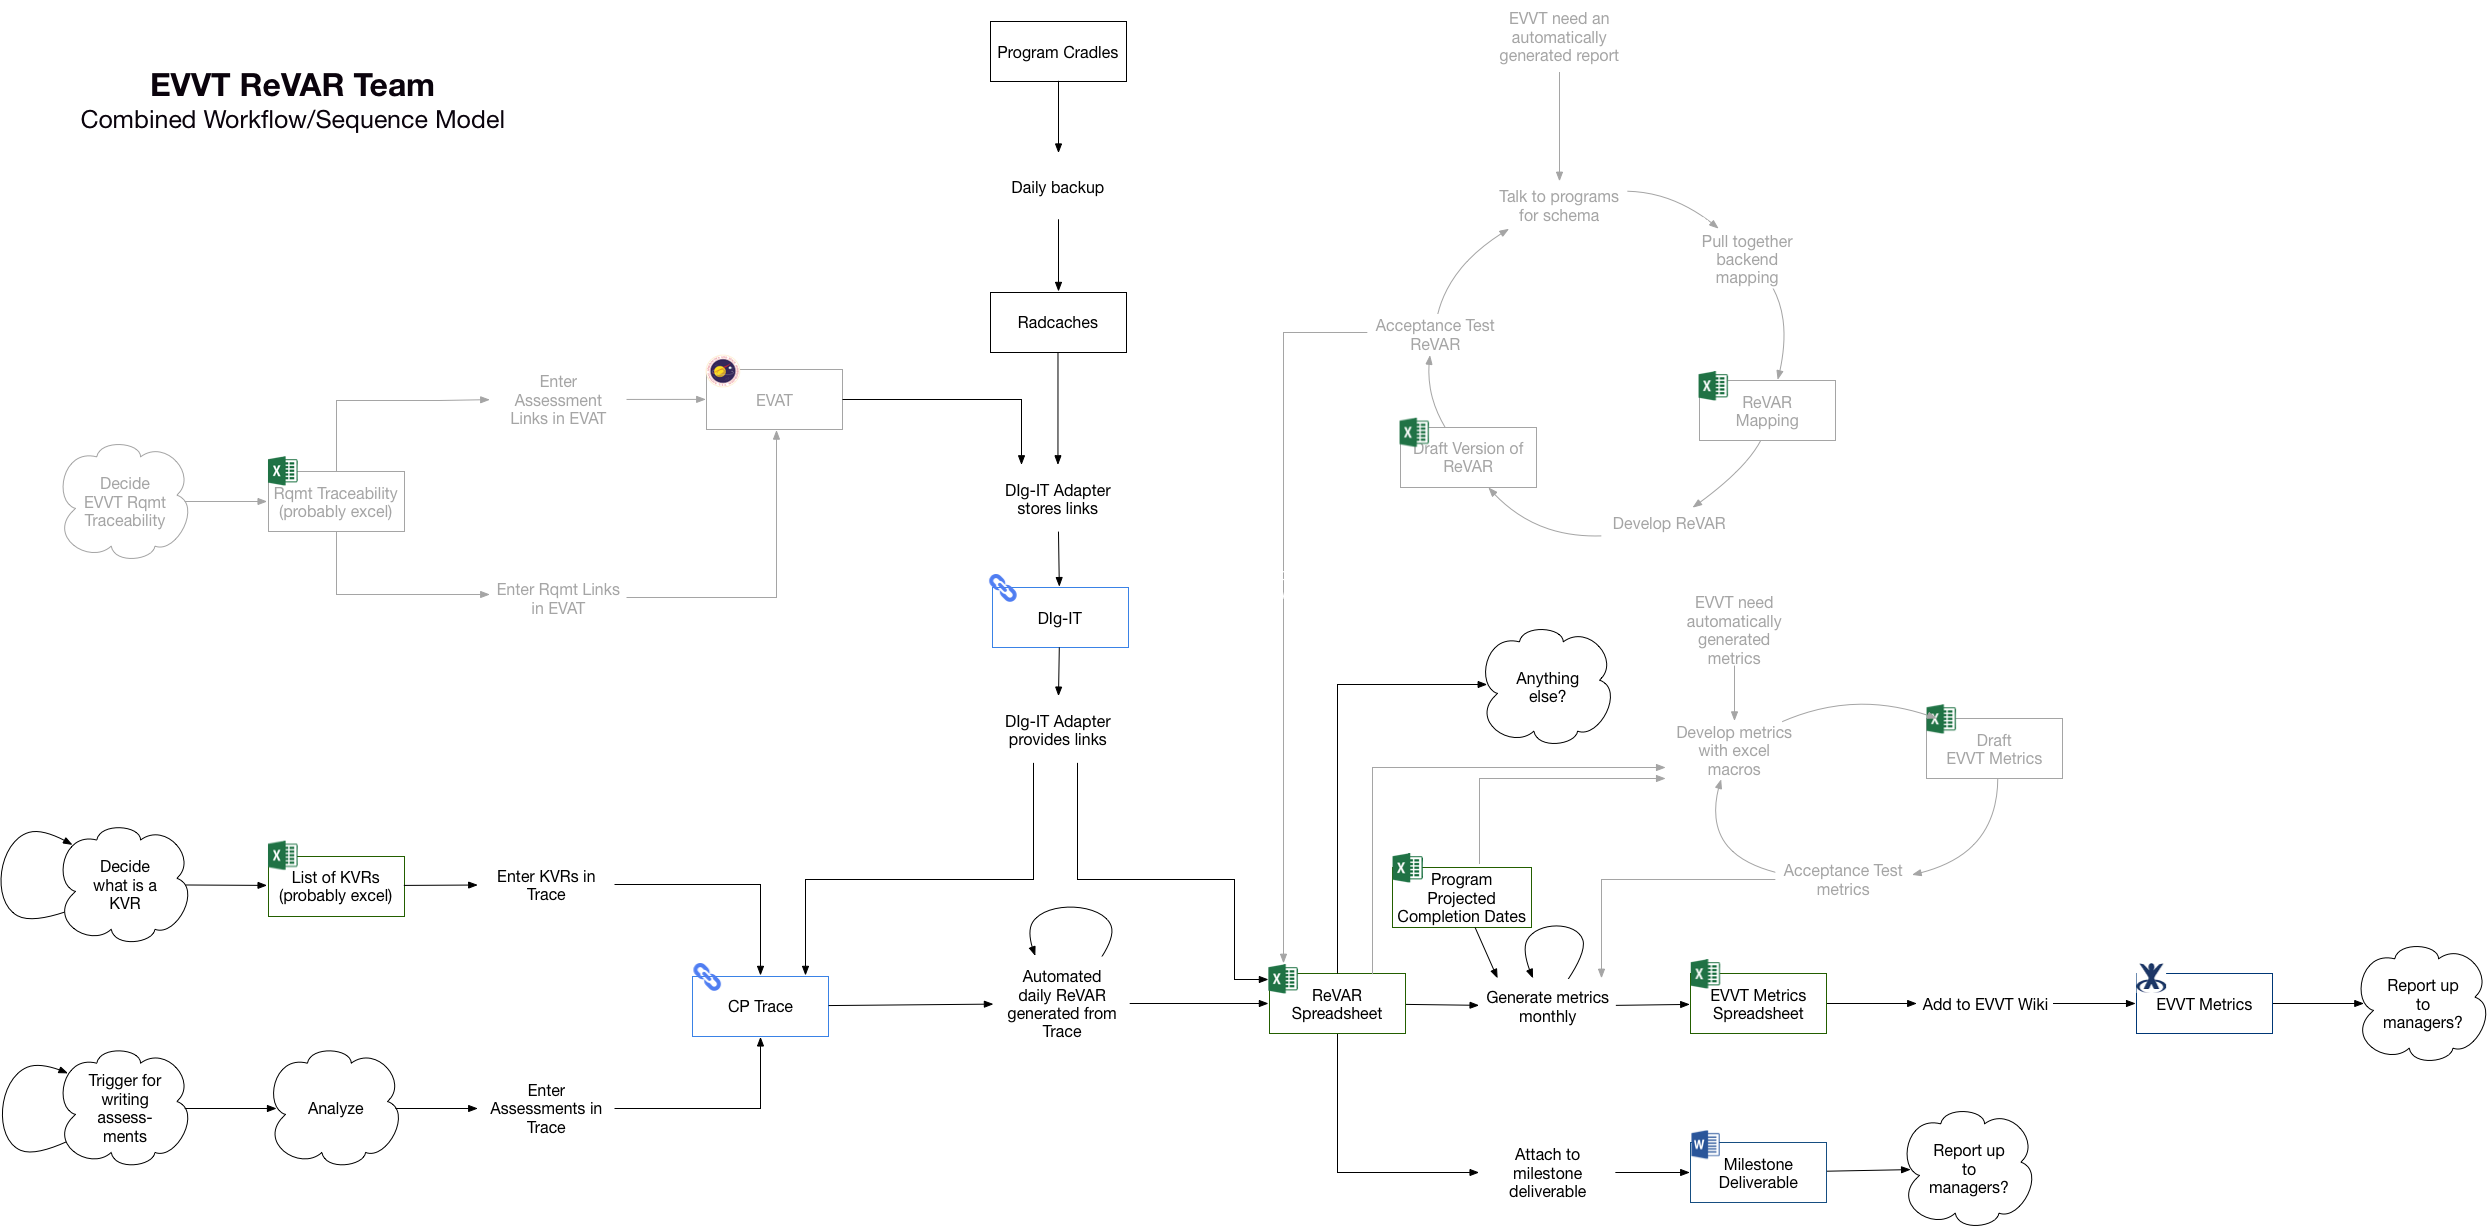 EVVT ReVAR Team
Combined Workflow/Sequence Model
Program Cradles
Daily backup
Radcaches
EVVT need an
automatically
generated report
Talk to programs
for schema
Pull together
backend
mapping
Acceptance Test
ReVAR
ReVAR
Mapping
Draft Version of
ReVAR
Develop ReVAR
Enter
Assessment
Links in EVAT
EVAT
Decide
EVVT Rqmt
Traceability
Rqmt Traceability
(probably excel)
Enter Rqmt Links
in EVAT
DIg-IT Adapter
stores links
DIg-IT
DIg-IT Adapter
provides links
Anything
else?
EVVT need
automatically
generated
metrics
Develop metrics
with excel
macros
Draft
EVVT Metrics
Acceptance Test
metrics
Program
Projected
Completion Dates
Decide
what is a
KVR
List of KVRs
(probably excel)
Enter KVRs in
Trace
CP Trace
Automated
daily ReVAR
generated from
Trace
ReVAR
Spreadsheet
Generate metrics
monthly
EVVT Metrics
Spreadsheet
Add to EVVT Wiki
EVVT Metrics
Report up
to
managers?
Trigger for
writing
assess-
ments
Analyze
Enter
Assessments in
Trace
Attach to
milestone
deliverable
Milestone
Deliverable
Report up
to
managers?